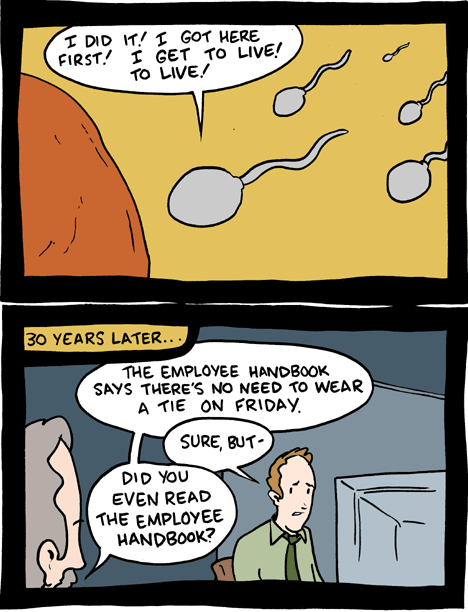 I DID IT! I GOT HERE
FIRST! I GET TO LIVE!
TO LIVE!
30 YEARS LATER...
THE EMPLOYEE HANDBOOK
SAYS THERE'S NO NEED TO WEAR
A TIE ON FRIDAY.
SURE, BUT-
DID YOU
EVEN READ
THE EMPLOYEE
HANDBOOK?